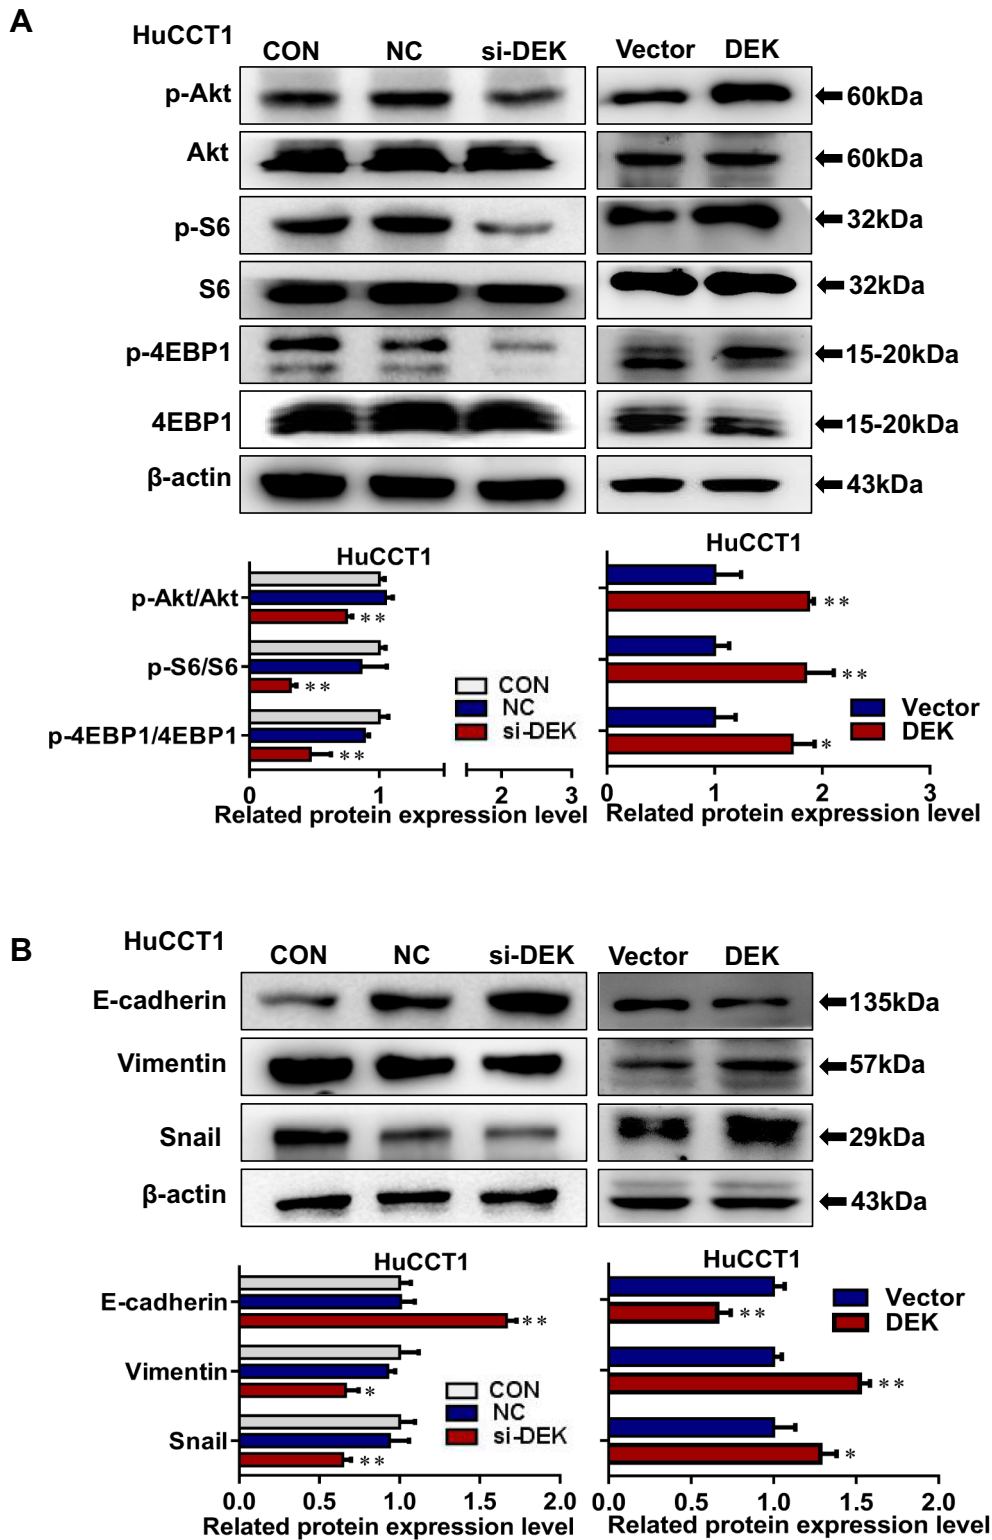 A
HuCCT1
CON NC si-DEK Vector DEK
p-Akt 60kDa
Akt 60kDa
p-S6 32kDa
S6 32kDa
p-4EBP1 15-20kDa
4EBP1 15-20kDa
β-actin 43kDa
HuCCT1 HuCCT1
p-Akt/Akt ** **
p-S6/S6 ** **
p-4EBP1/4EBP1 ** *
CON
NC
si-DEK
Vector
DEK
0 1 2 3 0 1 2 3
Related protein expression level Related protein expression level
B
HuCCT1
CON NC si-DEK Vector DEK
E-cadherin 135kDa
Vimentin 57kDa
Snail 29kDa
β-actin 43kDa
HuCCT1 HuCCT1
E-cadherin ** **
Vimentin * **
Snail ** *
CON
NC
si-DEK
Vector
DEK
0.0 0.5 1.0 1.5 2.0 0.0 0.5 1.0 1.5 2.0
Related protein expression level Related protein expression level